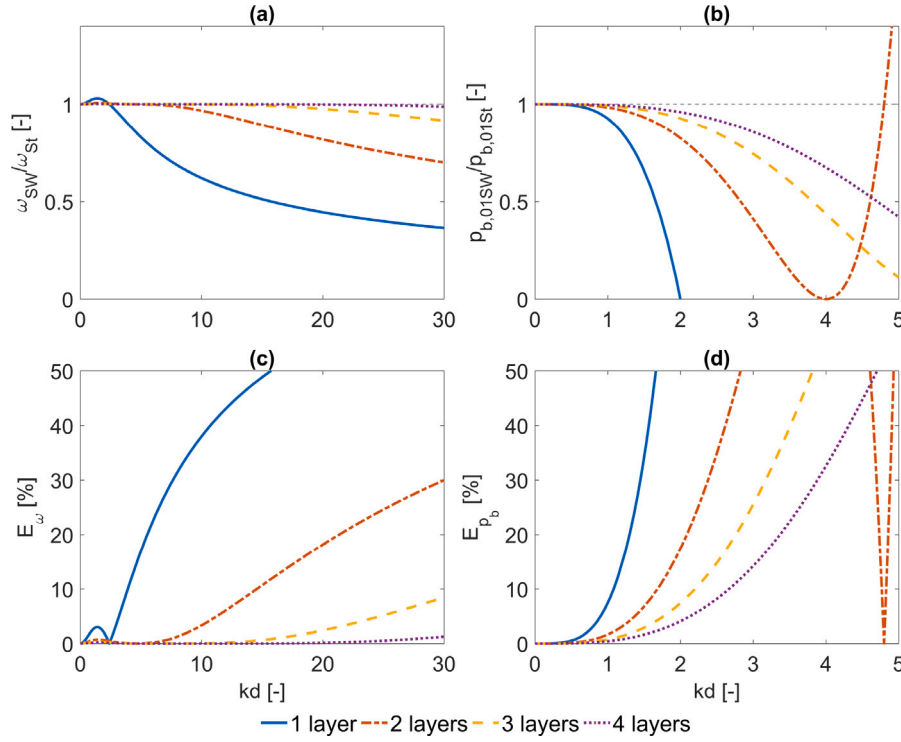 (a)
ω_SW/ω_St [-]
1
0.5
0
0 10 20 30
(b)
p_b,01SW/p_b,01St [-]
1
0.5
0
0 1 2 3 4 5
(c)
E_ω [%]
50
40
30
20
10
0
0 10 20 30
kd [-]
(d)
E_p_b [%]
50
40
30
20
10
0
0 1 2 3 4 5
kd [-]
1 layer 2 layers 3 layers 4 layers